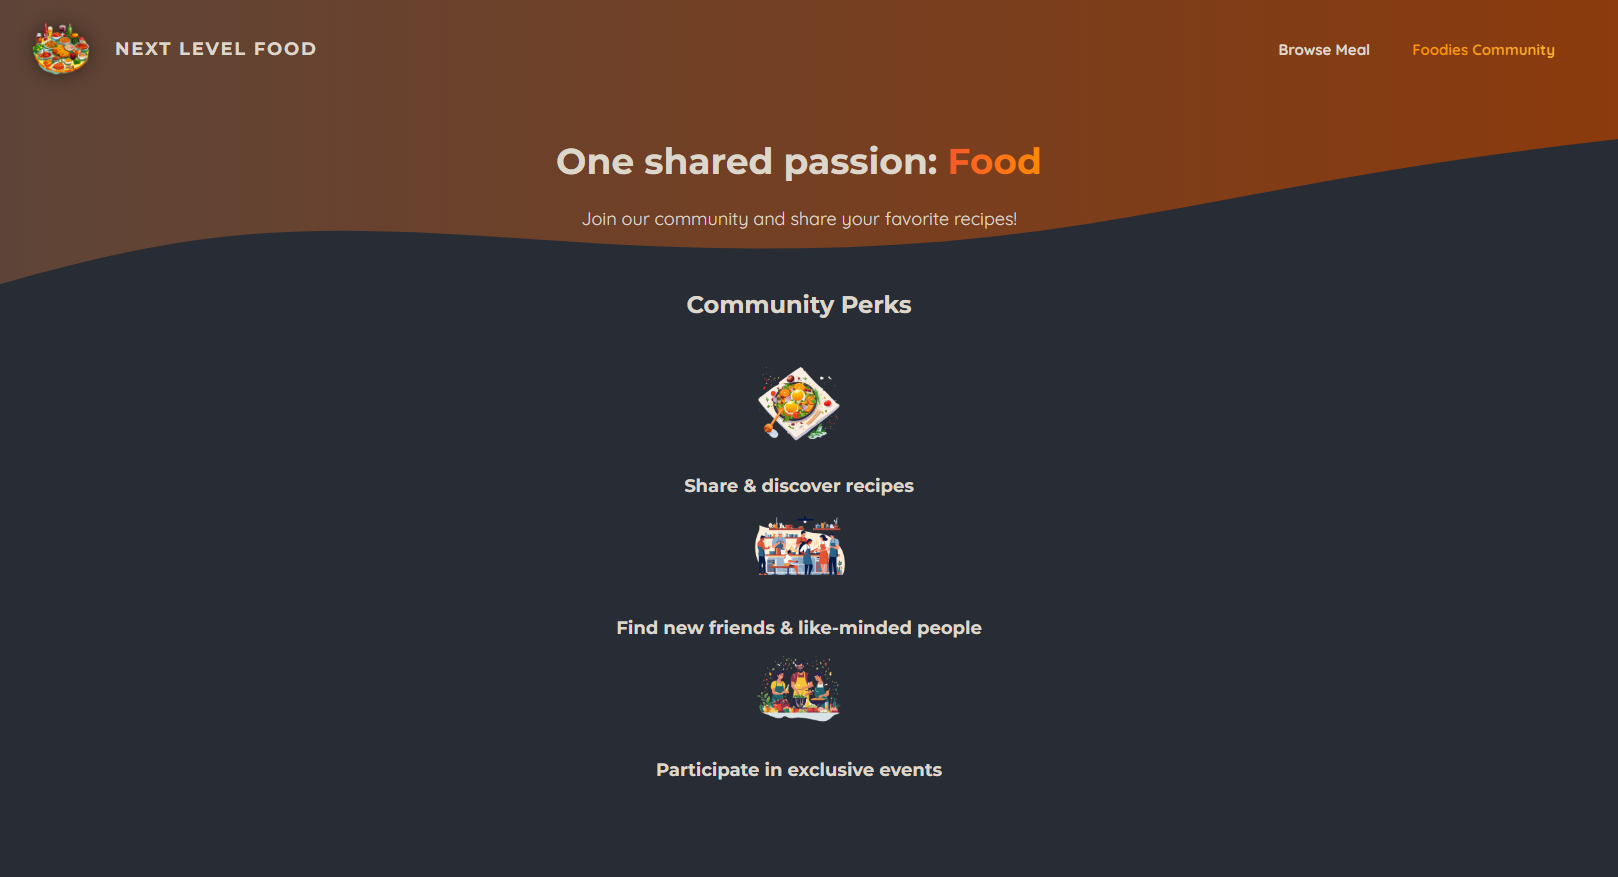 NEXT LEVEL FOOD
Browse Meal
Foodies Community
One shared passion: Food
Join our community and share your favorite recipes!
Community Perks
Share & discover recipes
Find new friends & like-minded people
Participate in exclusive events